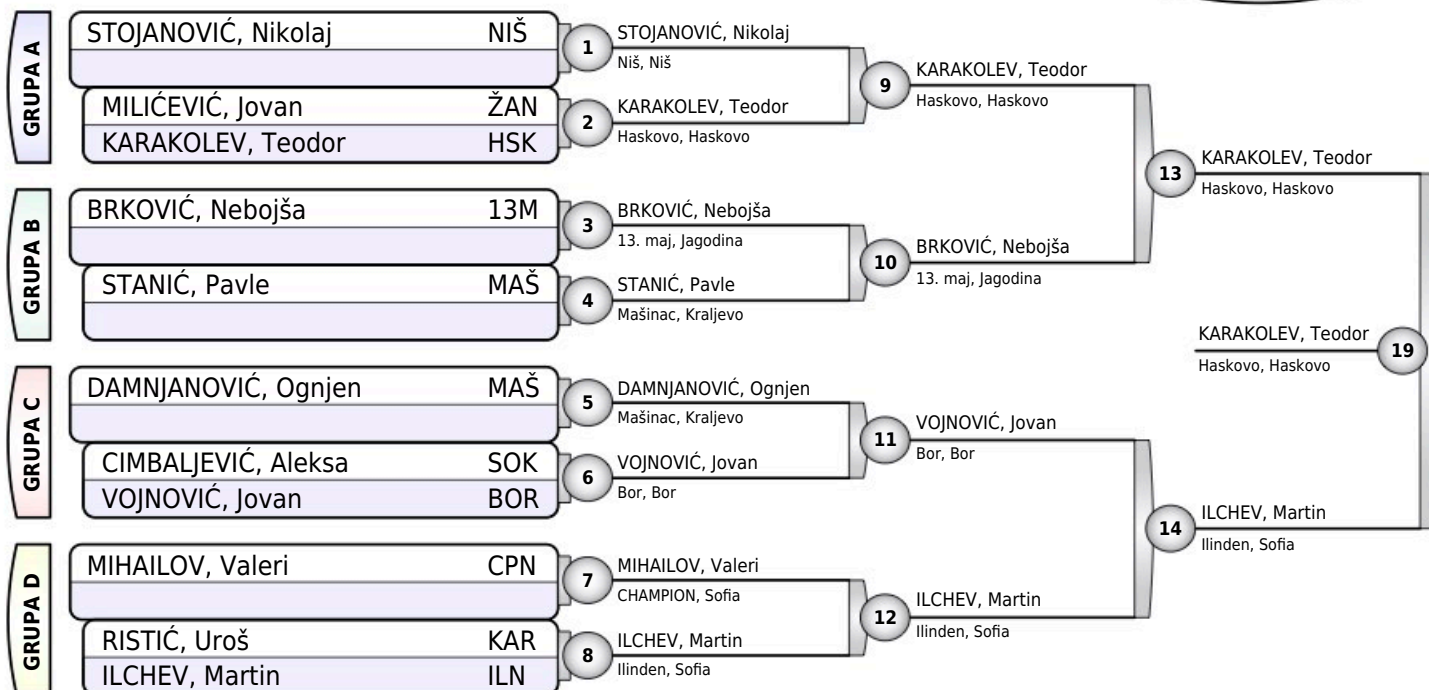 GRUPA A
STOJANOVIĆ, Nikolaj NIŠ
MILIĆEVIĆ, Jovan ŽAN
KARAKOLEV, Teodor HSK
GRUPA B
BRKOVIĆ, Nebojša 13M
STANIĆ, Pavle MAŠ
GRUPA C
DAMNJANOVIĆ, Ognjen MAŠ
CIMBALJEVIĆ, Aleksa SOK
VOJNOVIĆ, Jovan BOR
GRUPA D
MIHAILOV, Valeri CPN
RISTIĆ, Uroš KAR
ILCHEV, Martin ILN
1
STOJANOVIĆ, Nikolaj
Niš, Niš
2
KARAKOLEV, Teodor
Haskovo, Haskovo
3
BRKOVIĆ, Nebojša
13. maj, Jagodina
4
STANIĆ, Pavle
Mašinac, Kraljevo
5
DAMNJANOVIĆ, Ognjen
Mašinac, Kraljevo
6
VOJNOVIĆ, Jovan
Bor, Bor
7
MIHAILOV, Valeri
CHAMPION, Sofia
8
ILCHEV, Martin
Ilinden, Sofia
9
KARAKOLEV, Teodor
Haskovo, Haskovo
10
BRKOVIĆ, Nebojša
13. maj, Jagodina
11
VOJNOVIĆ, Jovan
Bor, Bor
12
ILCHEV, Martin
Ilinden, Sofia
13
KARAKOLEV, Teodor
Haskovo, Haskovo
14
ILCHEV, Martin
Ilinden, Sofia
KARAKOLEV, Teodor
Haskovo, Haskovo
19